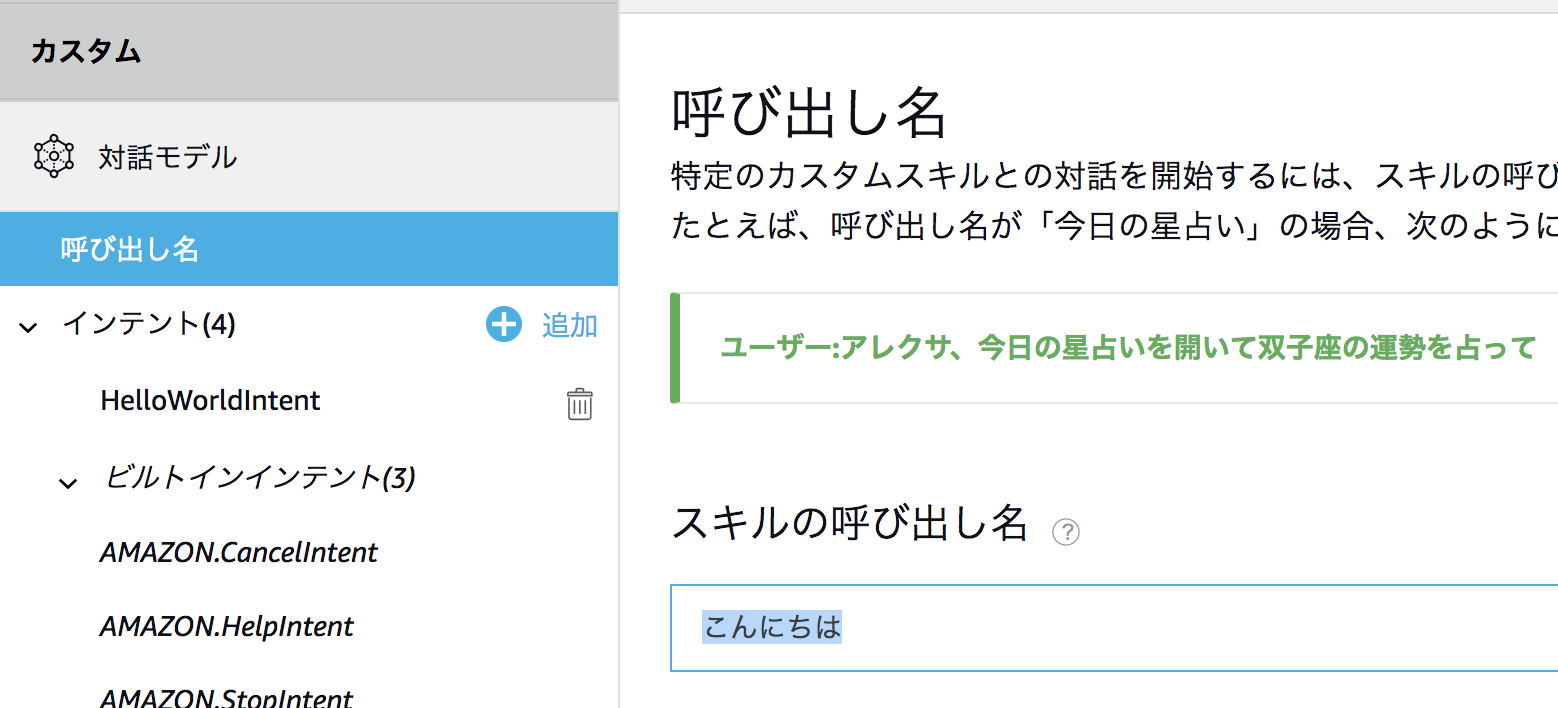 カスタム
対話モデル
呼び出し名
インテント(4)
追加
HelloWorldIntent
ビルトインインテント(3)
AMAZON.CancelIntent
AMAZON.HelpIntent
AMAZON.StopIntent
呼び出し名
特定のカスタムスキルとの対話を開始するには、スキルの呼び
たとえば、呼び出し名が「今日の星占い」の場合、次のように
ユーザー:アレクサ、今日の星占いを開いて双子座の運勢を占って
スキルの呼び出し名
?
こんにちは